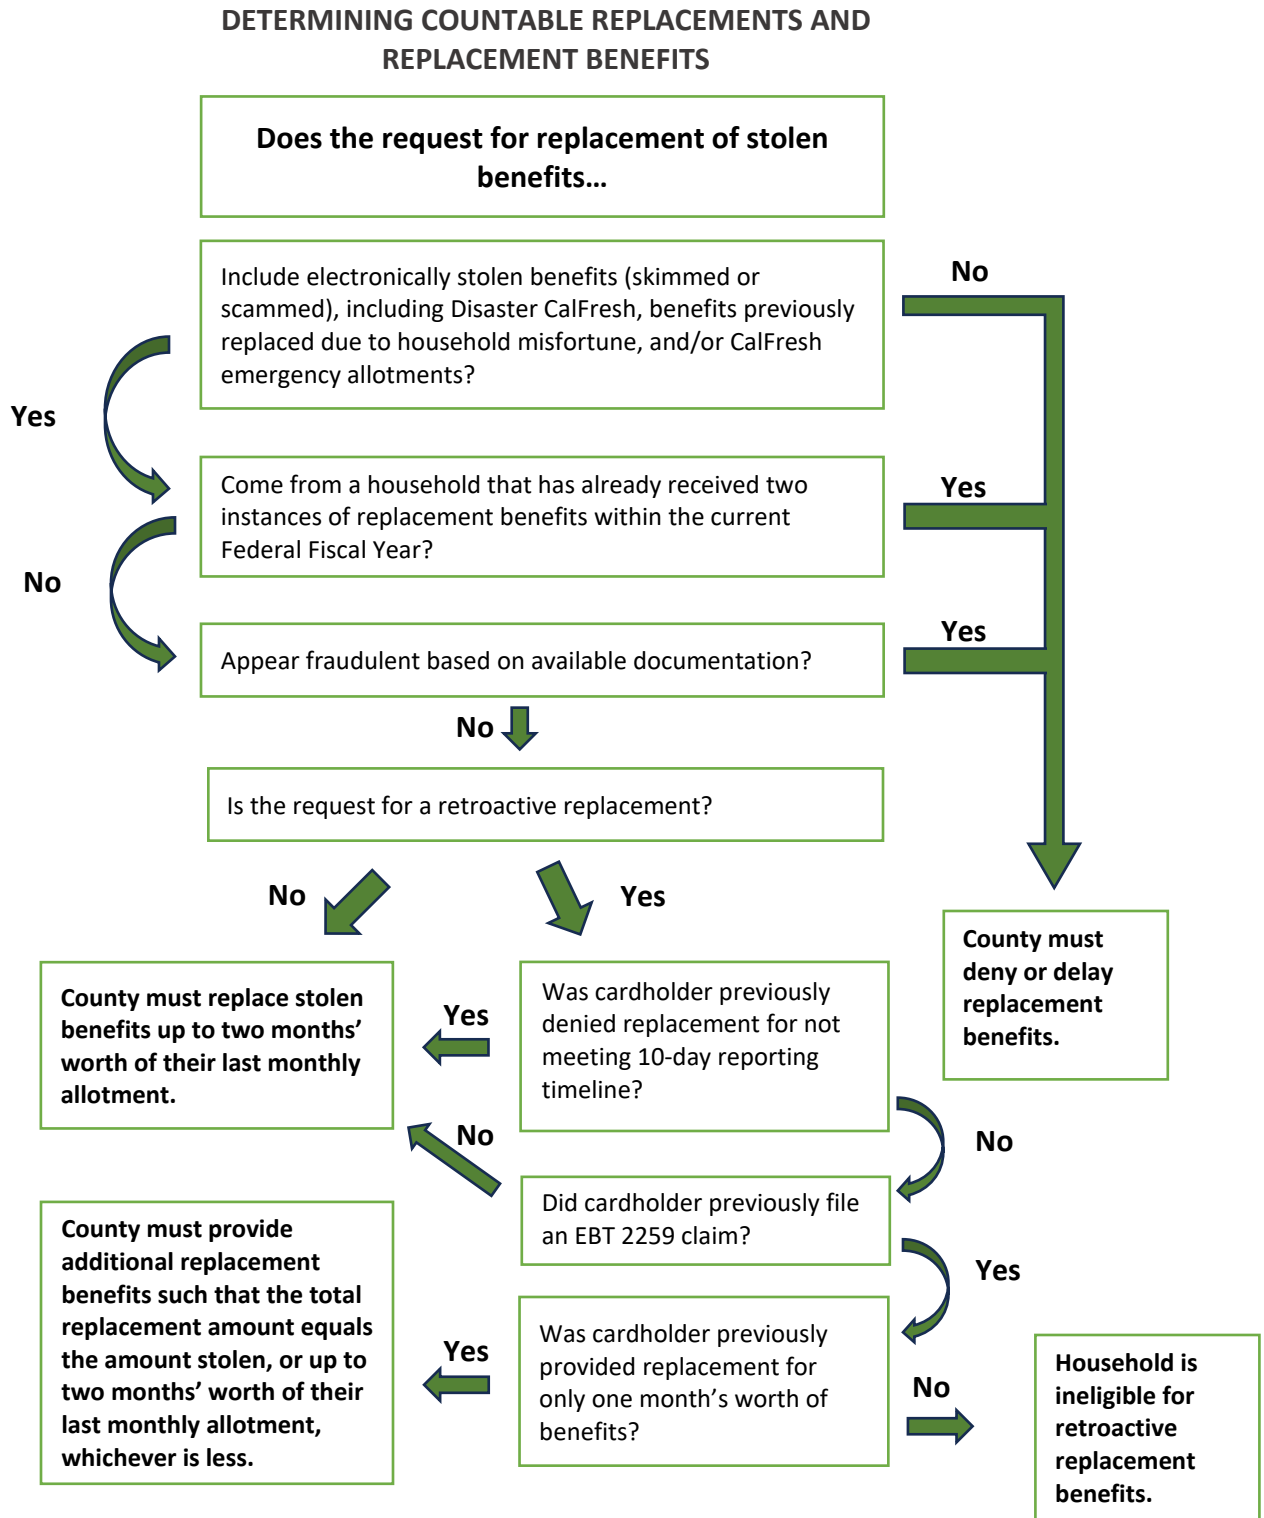 DETERMINING COUNTABLE REPLACEMENTS AND
REPLACEMENT BENEFITS
Does the request for replacement of stolen
benefits…
Include electronically stolen benefits (skimmed or
scammed), including Disaster CalFresh, benefits previously
replaced due to household misfortune, and/or CalFresh
emergency allotments?
No
Yes
Come from a household that has already received two
instances of replacement benefits within the current
Federal Fiscal Year?
Yes
No
Appear fraudulent based on available documentation?
Yes
No
Is the request for a retroactive replacement?
No
Yes
County must
deny or delay
replacement
benefits.
County must replace stolen
benefits up to two months’
worth of their last monthly
allotment.
Yes
Was cardholder previously
denied replacement for not
meeting 10-day reporting
timeline?
No
No
Did cardholder previously file
an EBT 2259 claim?
Yes
County must provide
additional replacement
benefits such that the total
replacement amount equals
the amount stolen, or up to
two months’ worth of their
last monthly allotment,
whichever is less.
Yes
Was cardholder previously
provided replacement for
only one month’s worth of
benefits?
No
Household is
ineligible for
retroactive
replacement
benefits.